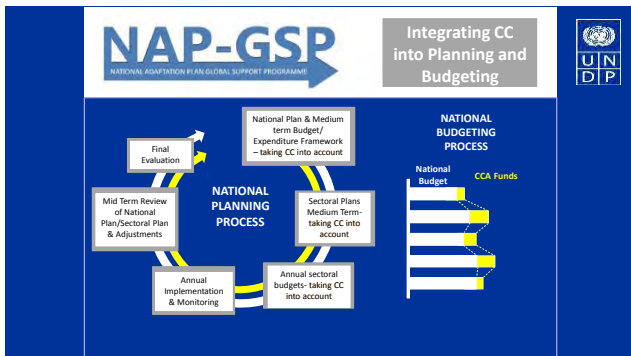 NAP-GSP
NATIONAL ADAPTATION PLAN GLOBAL SUPPORT PROGRAMME
Integrating CC
into Planning and
Budgeting
U N
D P
National Plan & Medium
term Budget/
Expenditure Framework
– taking CC into account
Sectoral Plans
Medium Term-
taking CC into
account
Annual sectoral
budgets- taking CC
into account
Annual
Implementation
& Monitoring
Mid Term Review
of National
Plan/Sectoral Plan
& Adjustments
Final
Evaluation
NATIONAL
PLANNING
PROCESS
NATIONAL
BUDGETING
PROCESS
National
Budget
CCA Funds